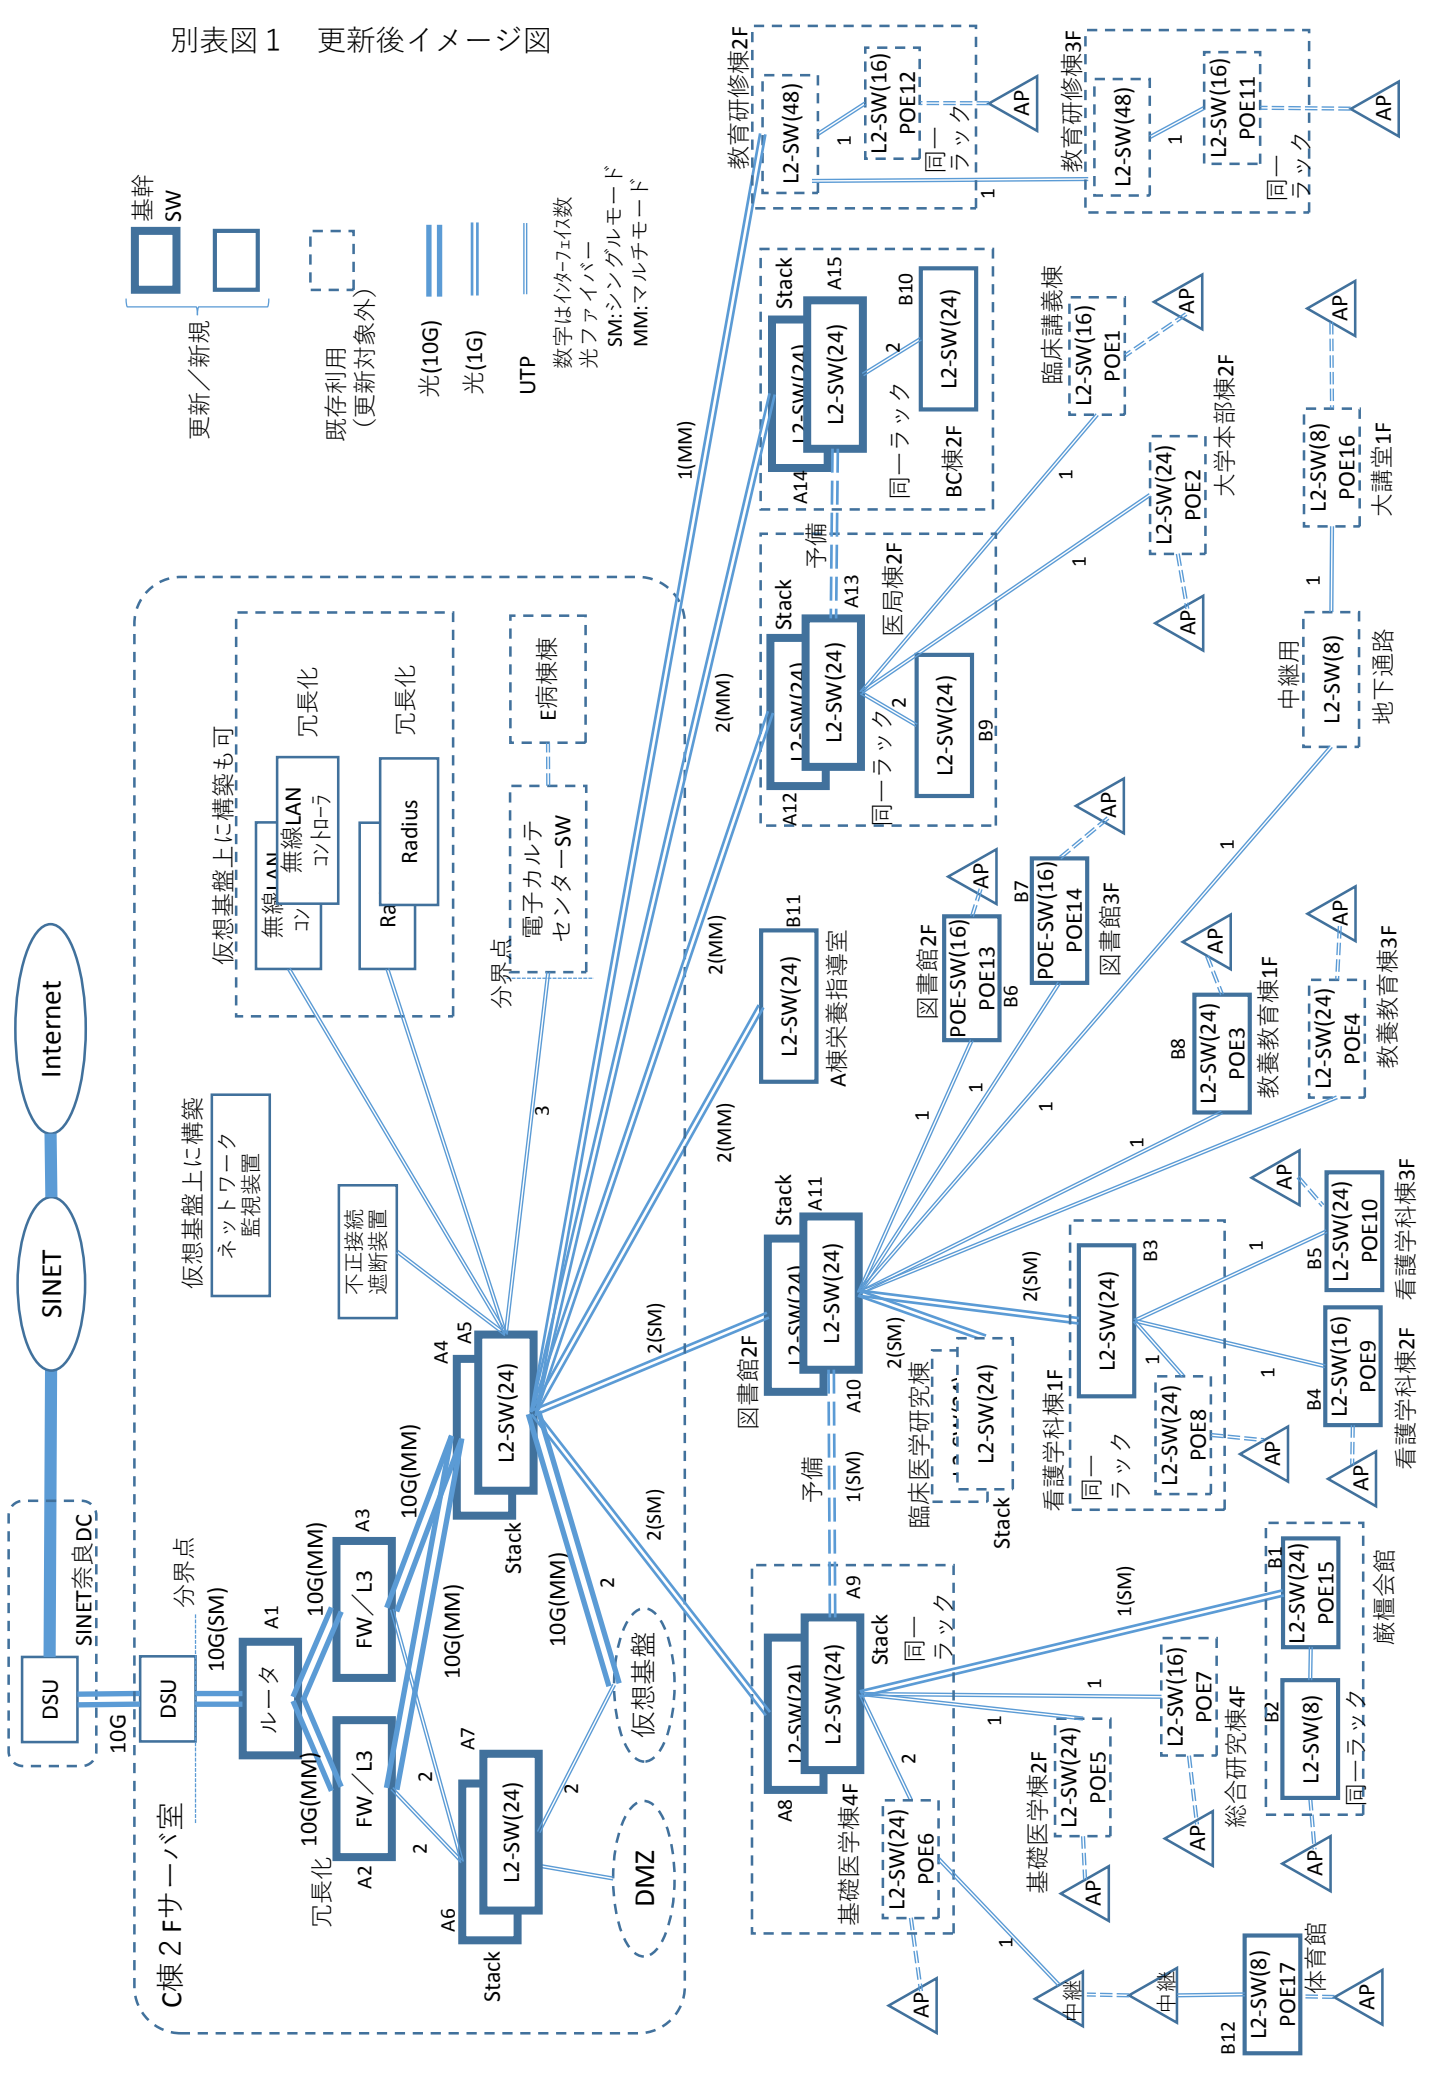 別表図1　更新後イメージ図
基幹
SW
更新／新規
既存利用
（更新対象外）
光(10G)
光(1G)
UTP
数字はインターフェイス数
光ファイバー
SM:シングルモード
MM:マルチモード
Internet
SINET
SINET奈良DC
DSU
10G
DSU
分界点
10G(SM)
C棟２Fサーバ室
ルータ
A1
10G(MM)
10G(MM)
FW／L3
A3
FW／L3
A2
冗長化
10G(MM)
10G(MM)
2
2
仮想基盤上に構築
ネットワーク
監視装置
不正接続
遮断装置
仮想基盤上に構築も可
無線LAN
コン
無線LAN
コントローラ
冗長化
Ra
Radius
冗長化
分界点
電子カルテ
センターSW
E病棟棟
3
A4
A5
L2-SW(24)
Stack
A6
A7
L2-SW(24)
Stack
10G(MM)
2
2
仮想基盤
DMZ
2(SM)
2(SM)
2(MM)
2(MM)
2(MM)
1(MM)
基礎医学棟4F
A8
L2-SW(24)
L2-SW(24)
A9
Stack
同一
ラック
L2-SW(24)
POE6
2
AP
1
中継
中継
B12
L2-SW(8)
POE17
体育館
AP
基礎医学棟2F
L2-SW(24)
POE5
1
AP
L2-SW(16)
POE7
総合研究棟4F
1
AP
1(SM)
B1
L2-SW(24)
POE15
B2
L2-SW(8)
同一ラック
厳橿会館
AP
予備
1(SM)
図書館2F
A10
L2-SW(24)
L2-SW(24)
A11
Stack
2(SM)
臨床医学研究棟
L2-SW(24)
Stack
2(SM)
看護学科棟1F
L2-SW(24)
B3
同一
ラック
1
L2-SW(24)
POE8
AP
1
B4
L2-SW(16)
POE9
看護学科棟2F
AP
1
B5
L2-SW(24)
POE10
看護学科棟3F
AP
A棟栄養指導室
L2-SW(24)
B11
2(MM)
図書館2F
POE-SW(16)
POE13
B6
1
AP
B7
POE-SW(16)
POE14
図書館3F
1
AP
B8
L2-SW(24)
POE3
教養教育棟1F
1
AP
L2-SW(24)
POE4
教養教育棟3F
1
AP
1
中継用
L2-SW(8)
地下通路
1
L2-SW(8)
POE16
大講堂1F
AP
A12
L2-SW(24)
L2-SW(24)
A13
Stack
医局棟2F
同一ラック
2
L2-SW(24)
B9
予備
1
L2-SW(24)
POE2
大学本部棟2F
AP
1
臨床講義棟
L2-SW(16)
POE1
AP
A14
L2-SW(24)
L2-SW(24)
A15
Stack
同一ラック
2
B10
L2-SW(24)
BC棟2F
教育研修棟2F
L2-SW(48)
1
L2-SW(16)
POE12
同一
ラック
AP
1
教育研修棟3F
L2-SW(48)
1
L2-SW(16)
POE11
同一
ラック
AP